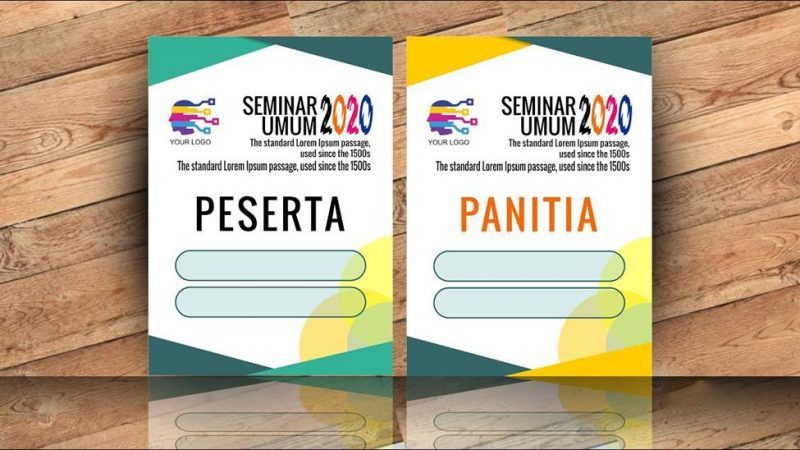 YOUR LOGO
SEMINAR
UMUM 2020
The standard Lorem Ipsum passage,
used since the 1500s
The standard Lorem Ipsum passage, used since the 1500s
PESERTA
YOUR LOGO
SEMINAR
UMUM 2020
The standard Lorem Ipsum passage,
used since the 1500s
The standard Lorem Ipsum passage, used since the 1500s
PANITIA